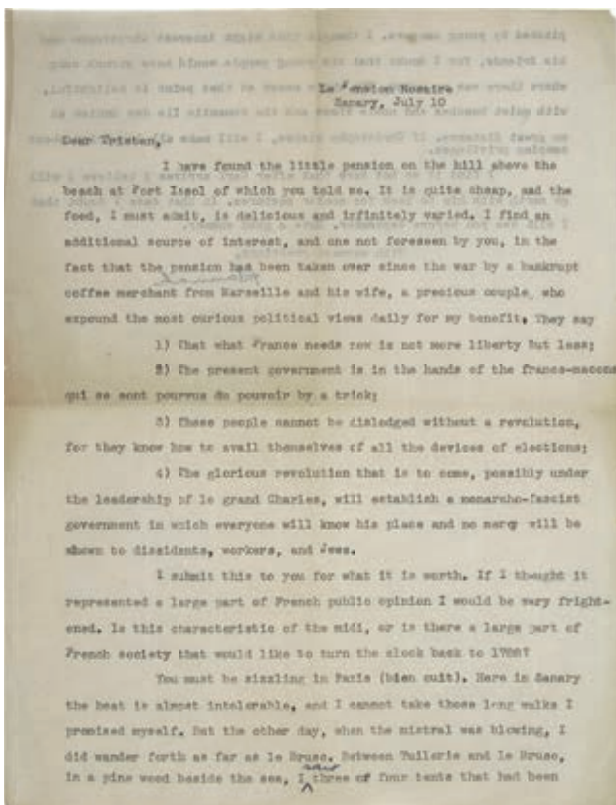 La Pension Rosaire
Sanary, July 10
Dear Tristan,
I have found the little pension on the hill above the
beach at Port Issol of which you told me. It is quite cheap, and the
food, I must admit, is delicious and infinitely varied. I find an
additional source of interest, and one not foreseen by you, in the
fact that the pension has been taken over since the war by a bankrupt
coffee merchant from Marseille and his wife, a precious couple, who
expound the most curious political views daily for my benefit. They say
1) That what France needs now is not more liberty but less;
2) The present government is in the hands of the francs-macons
qui se sont pourvus du pouvoir by a trick;
3) These people cannot be dislodged without a revolution,
for they know how to avail themselves of all the devices of elections;
4) The glorious revolution that is to come, possibly under
the leadership of le grand Charles, will establish a monarcho-fascist
government in which everyone will know his place and no mercy will be
shown to dissidents, workers, and Jews.
I submit this to you for what it is worth. If I thought it
represented a large part of French public opinion I would be very fright-
ened. Is this characteristic of the midi, or is there a large part of
French society that would like to turn the clock back to 1788?
You must be sizzling in Paris (bien cuit). Here in Sanary
the heat is almost intolerable, and I cannot take those long walks I
promised myself. But the other day, when the mistral was blowing, I
did wander forth as far as le Brusc. Between Tuilerie and le Brusc,
in a pine wood beside the sea, I saw three or four tents that had been